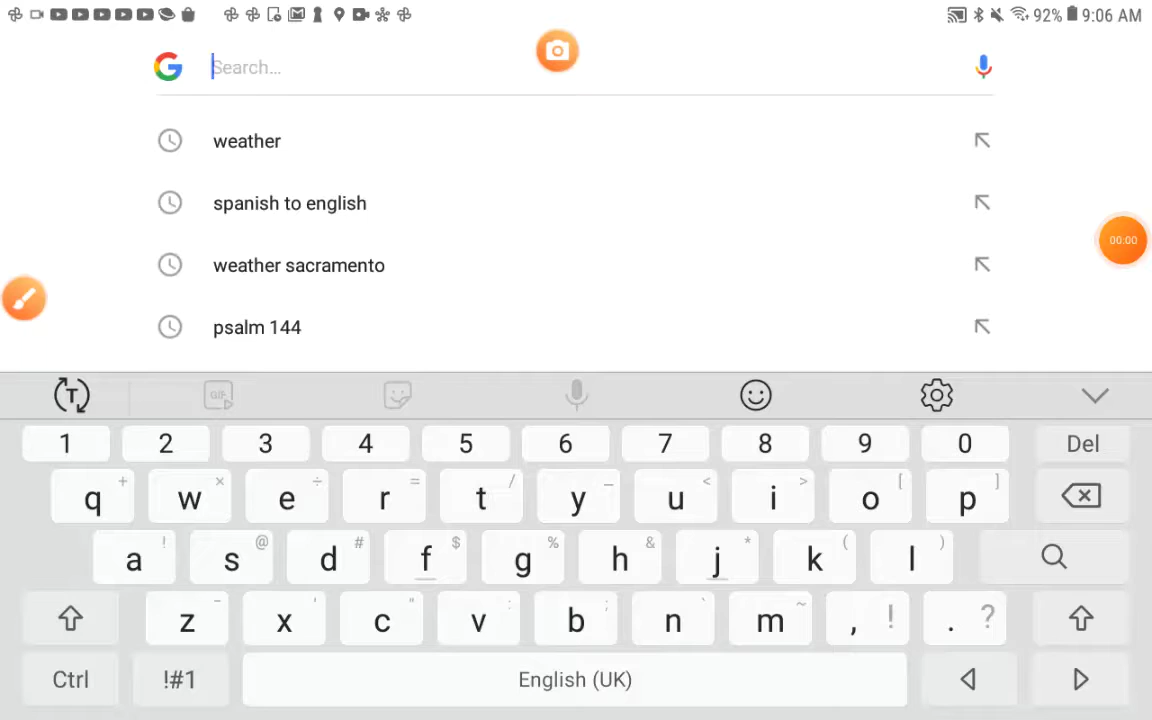 92% 9:06 AM
Search...
weather
spanish to english
00:00
weather sacramento
psalm 144
T GIF
1 2 3 4 5 6 7 8 9 0 Del
q + w × e ÷ r = t / y _ u < i > o [ p ]
a ! s @ d # f $ g % h & j * k ( l )
z - x ' c " v : b ; n ` m ~ , ! . ?
Ctrl !#1 English (UK)